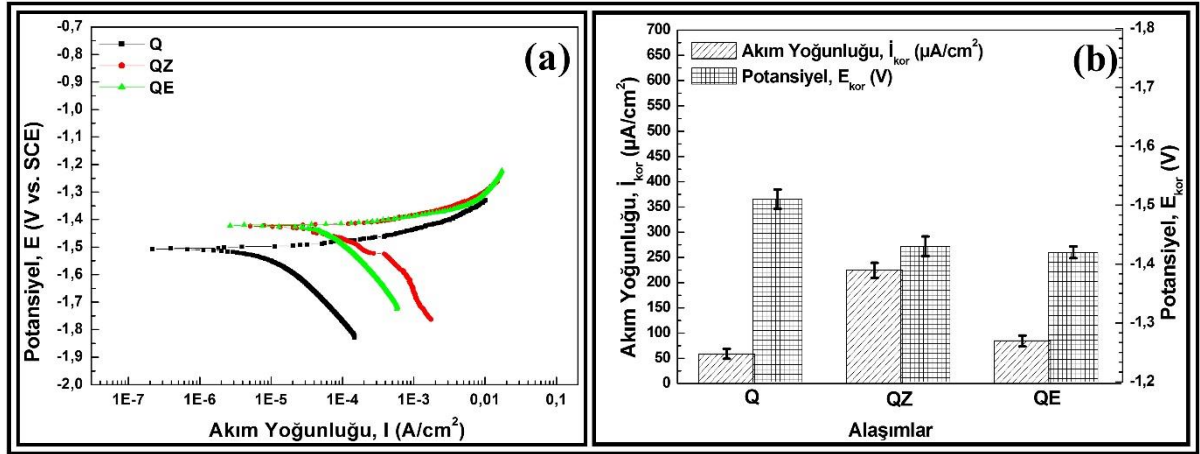 (a)
Q
QZ
QE
Potansiyel, E (V vs. SCE)
-0,7
-0,8
-0,9
-1,0
-1,1
-1,2
-1,3
-1,4
-1,5
-1,6
-1,7
-1,8
-1,9
-2,0
1E-7 1E-6 1E-5 1E-4 1E-3 0,01 0,1
Akım Yoğunluğu, I (A/cm²)
(b)
Akım Yoğunluğu, İkor (µA/cm²)
Potansiyel, Ekor (V)
Akım Yoğunluğu, İkor (µA/cm²)
700
650
600
550
500
450
400
350
300
250
200
150
100
50
0
-1,8
-1,7
-1,6
-1,5
-1,4
-1,3
-1,2
Potansiyel, Ekor (V)
Q QZ QE
Alaşımlar